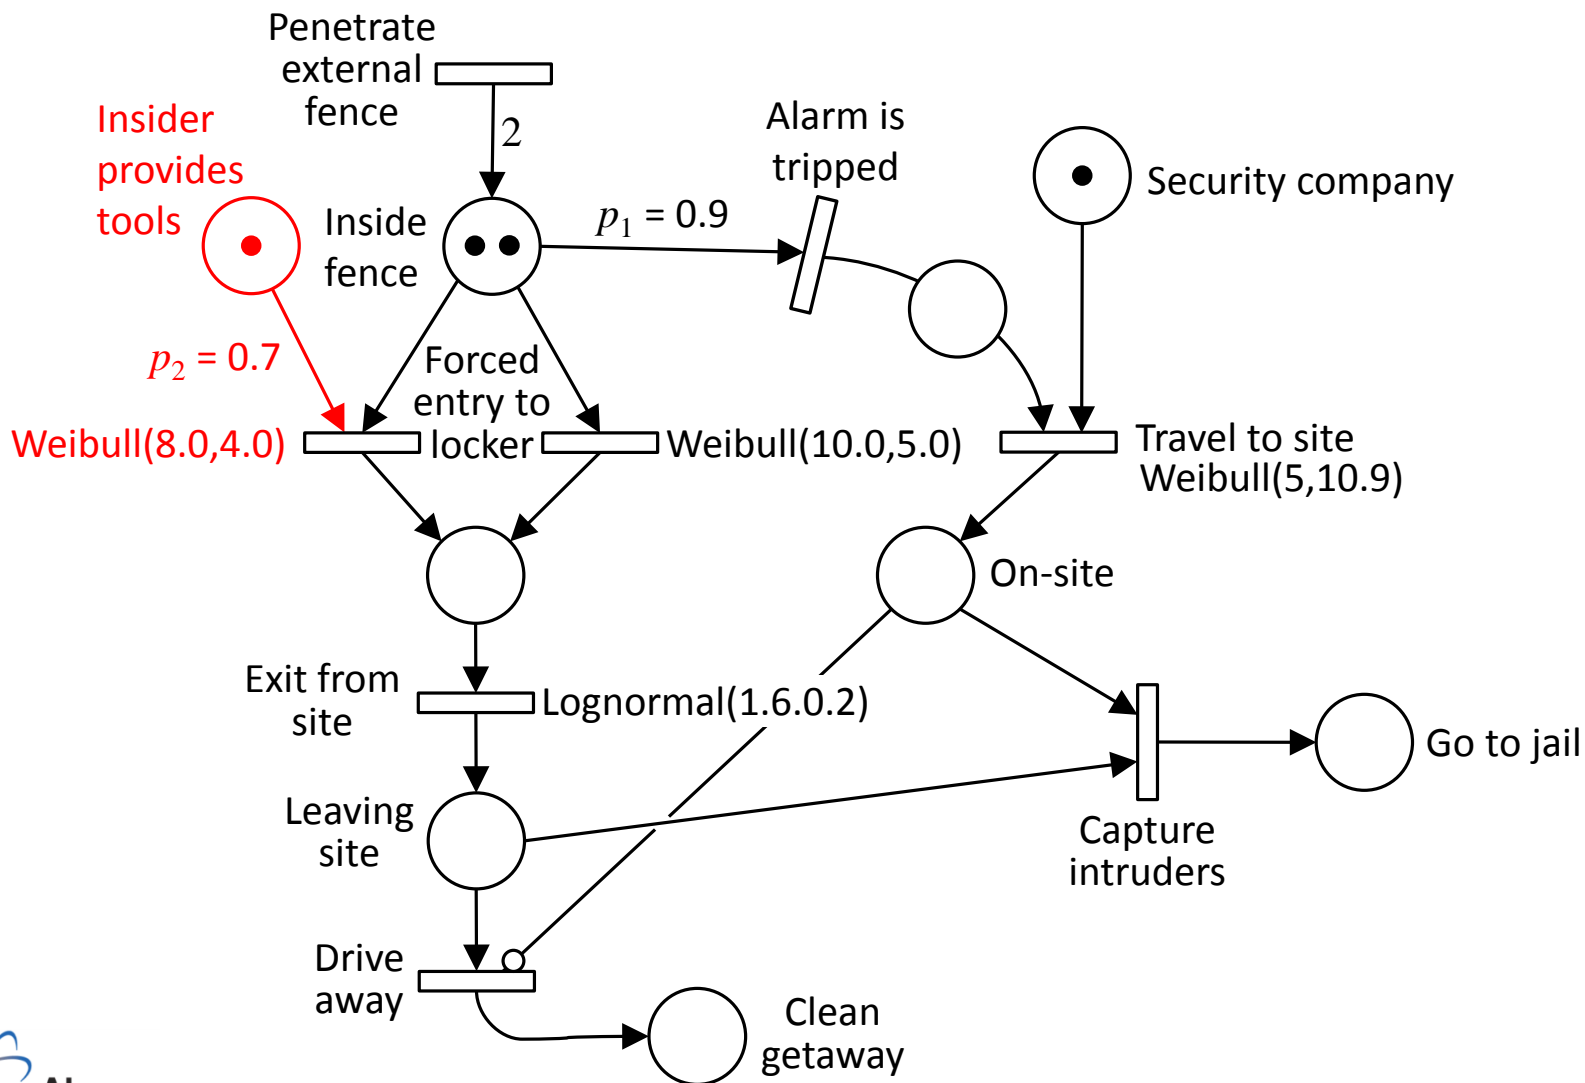 Penetrate
external
fence
2
Insider
provides
tools
Alarm is
tripped
Security company
Inside
fence
p1 = 0.9
p2 = 0.7
Forced
entry to
locker
Weibull(8.0,4.0)
Weibull(10.0,5.0)
Travel to site
Weibull(5,10.9)
On-site
Exit from
site
Lognormal(1.6.0.2)
Go to jail
Leaving
site
Capture
intruders
Drive
away
Clean
getaway